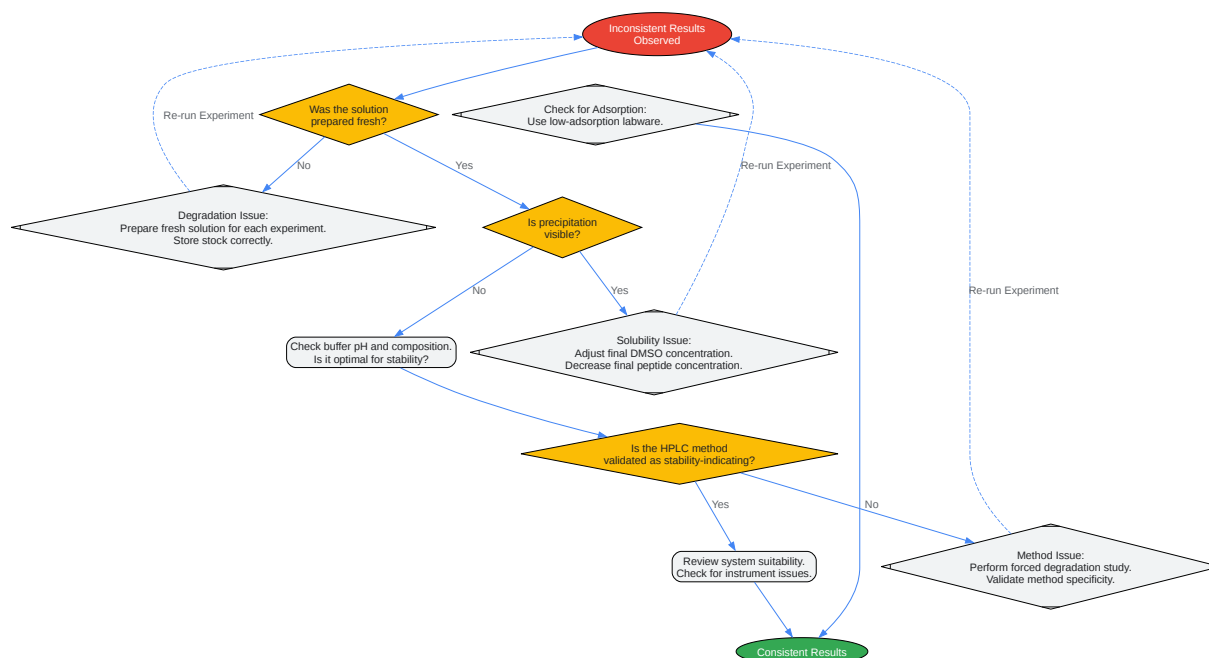 Inconsistent Results
Observed
Was the solution
prepared fresh?
Check for Adsorption:
Use low-adsorption labware.
Re-run Experiment
No
Yes
Re-run Experiment
Degradation Issue:
Prepare fresh solution for each experiment.
Store stock correctly.
Is precipitation
visible?
No
Yes
Re-run Experiment
Check buffer pH and composition.
Is it optimal for stability?
Solubility Issue:
Adjust final DMSO concentration.
Decrease final peptide concentration.
Is the HPLC method
validated as stability-indicating?
Yes
No
Review system suitability.
Check for instrument issues.
Method Issue:
Perform forced degradation study.
Validate method specificity.
Consistent Results